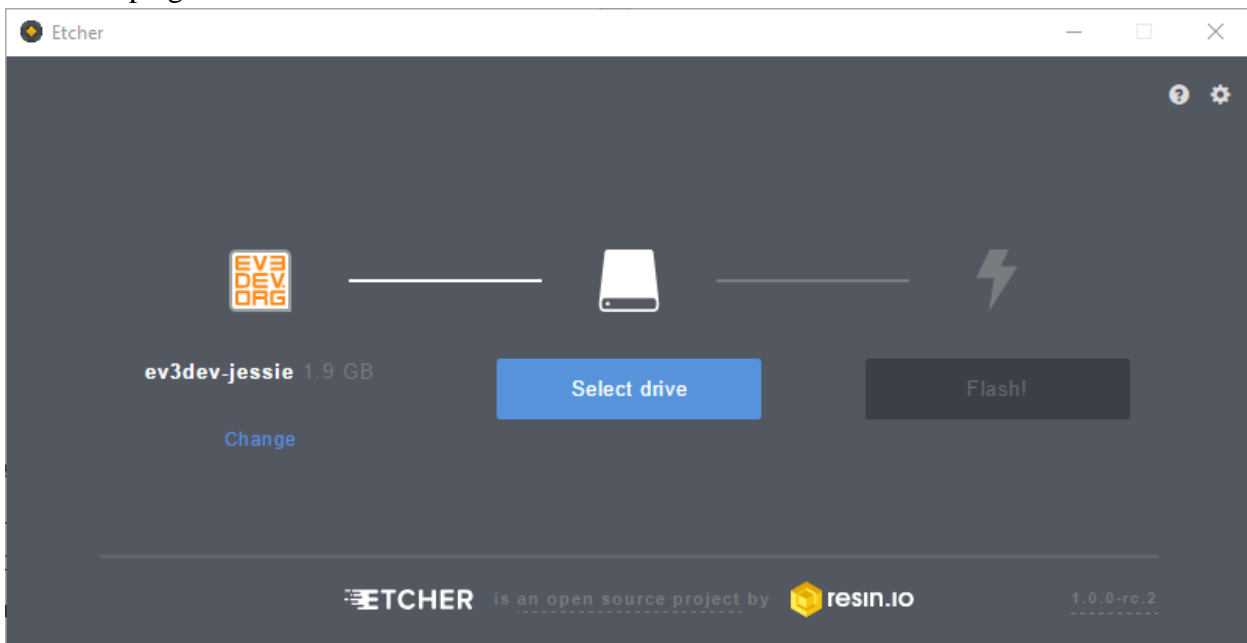 Etcher
EV3
DEV.
ORG
ev3dev-jessie 1.9 GB
Select drive
Flash!
Change
ETCHER is an open source project by resin.io 1.0.0-rc.2